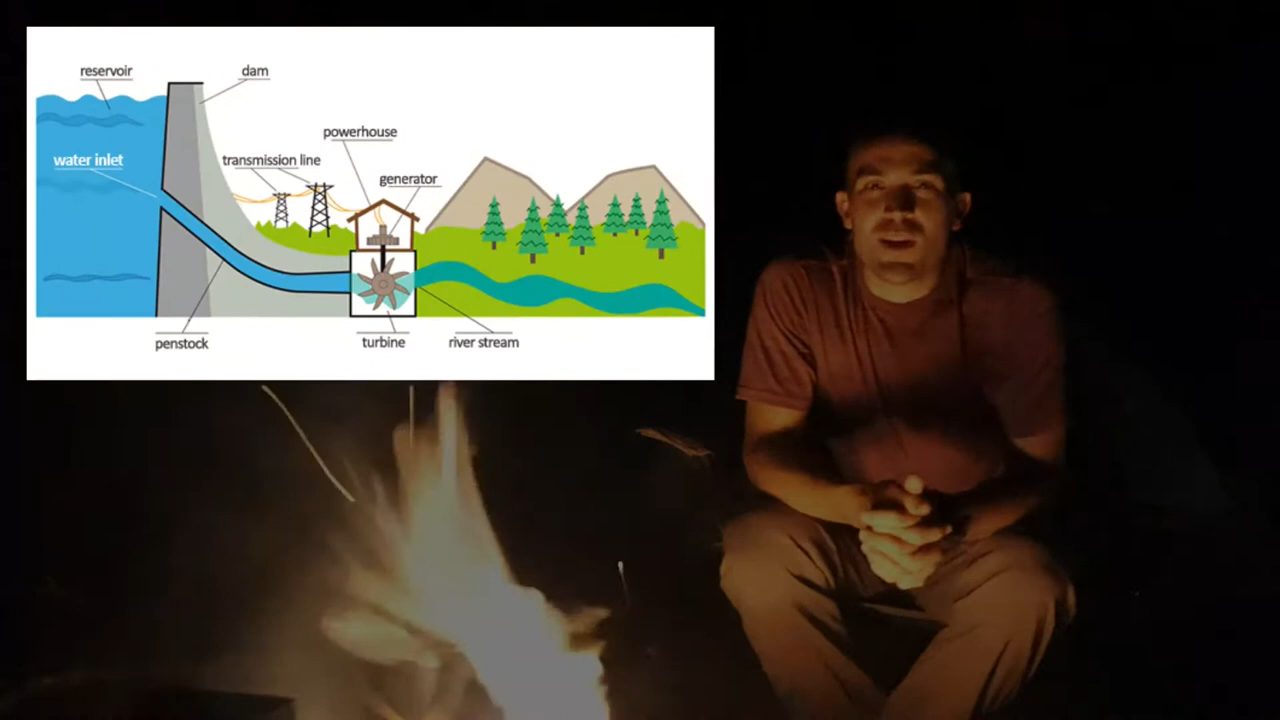 reservoir
dam
powerhouse
water inlet
transmission line
generator
penstock
turbine
river stream